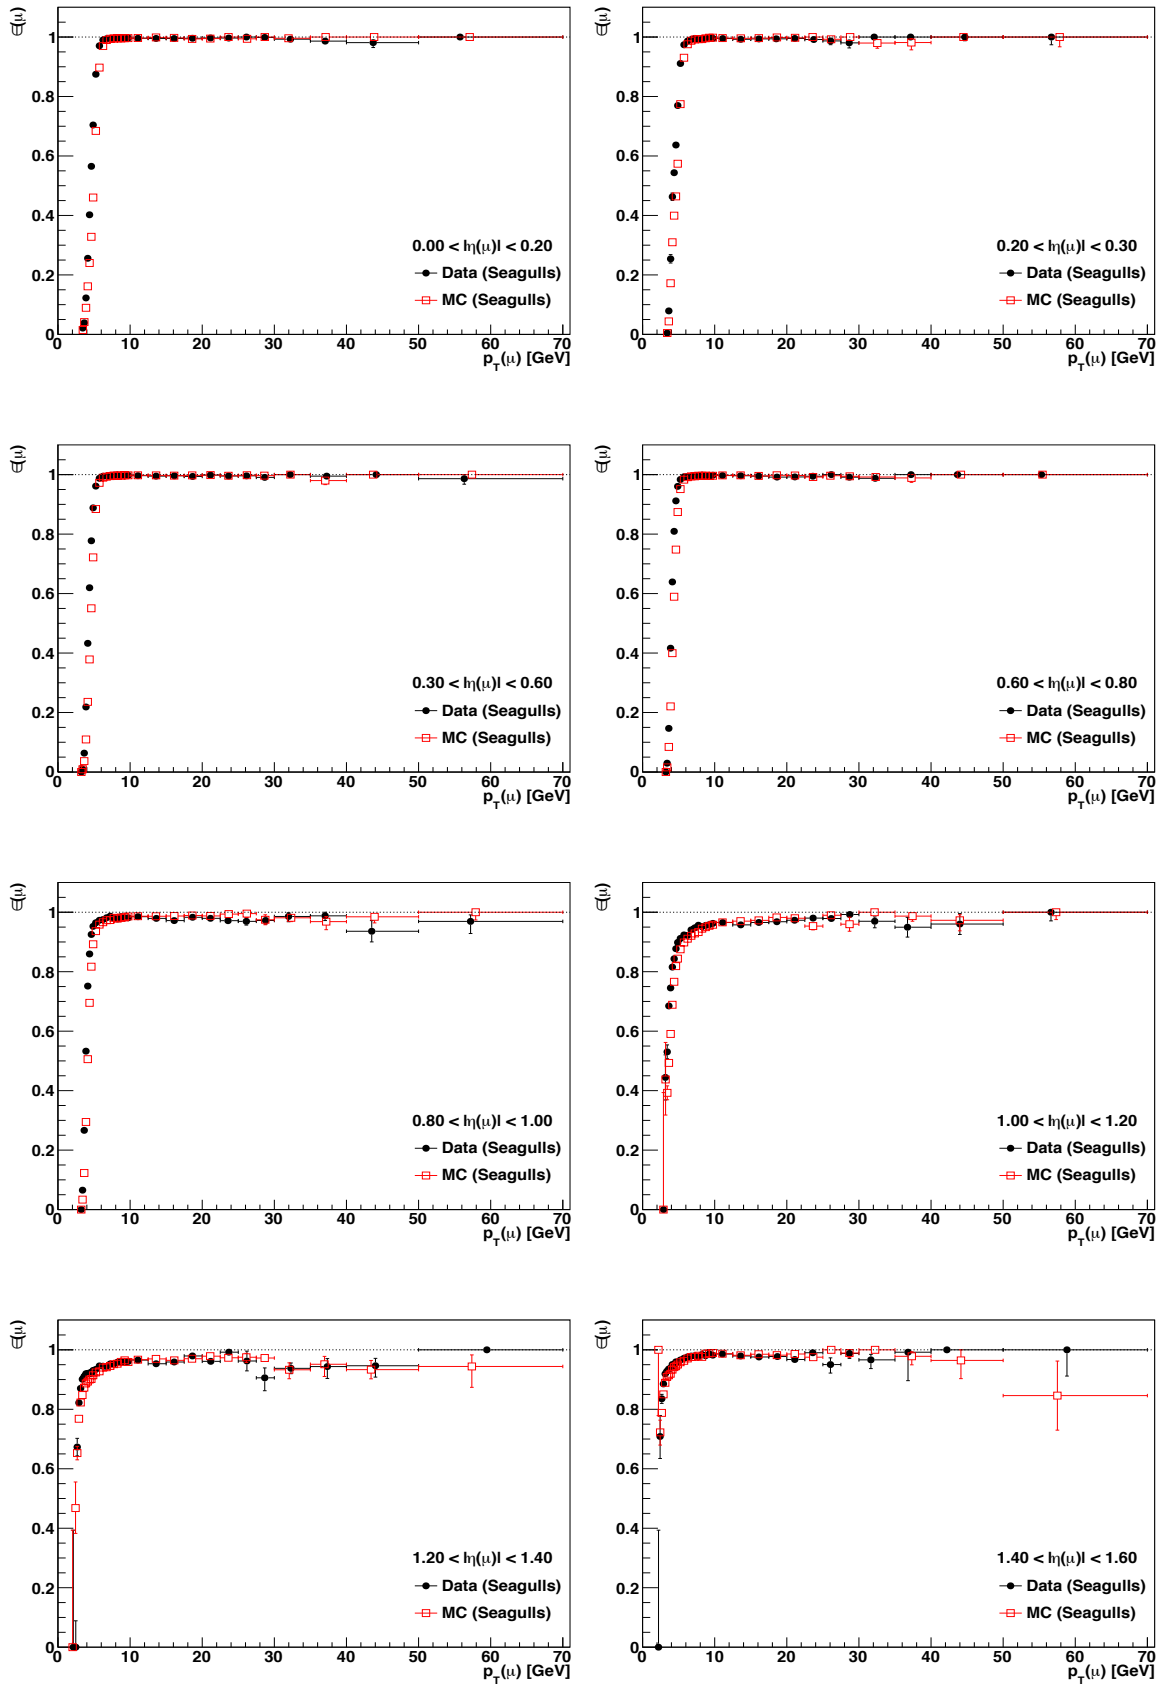 ∈(μ)
1
0.8
0.6
0.4
0.2
0
0.00 < |η(μ)| < 0.20
Data (Seagulls)
MC (Seagulls)
0 10 20 30 40 50 60 70
p_T(μ) [GeV]
∈(μ)
1
0.8
0.6
0.4
0.2
0
0.20 < |η(μ)| < 0.30
Data (Seagulls)
MC (Seagulls)
0 10 20 30 40 50 60 70
p_T(μ) [GeV]
∈(μ)
1
0.8
0.6
0.4
0.2
0
0.30 < |η(μ)| < 0.60
Data (Seagulls)
MC (Seagulls)
0 10 20 30 40 50 60 70
p_T(μ) [GeV]
∈(μ)
1
0.8
0.6
0.4
0.2
0
0.60 < |η(μ)| < 0.80
Data (Seagulls)
MC (Seagulls)
0 10 20 30 40 50 60 70
p_T(μ) [GeV]
∈(μ)
1
0.8
0.6
0.4
0.2
0
0.80 < |η(μ)| < 1.00
Data (Seagulls)
MC (Seagulls)
0 10 20 30 40 50 60 70
p_T(μ) [GeV]
∈(μ)
1
0.8
0.6
0.4
0.2
0
1.00 < |η(μ)| < 1.20
Data (Seagulls)
MC (Seagulls)
0 10 20 30 40 50 60 70
p_T(μ) [GeV]
∈(μ)
1
0.8
0.6
0.4
0.2
0
1.20 < |η(μ)| < 1.40
Data (Seagulls)
MC (Seagulls)
0 10 20 30 40 50 60 70
p_T(μ) [GeV]
∈(μ)
1
0.8
0.6
0.4
0.2
0
1.40 < |η(μ)| < 1.60
Data (Seagulls)
MC (Seagulls)
0 10 20 30 40 50 60 70
p_T(μ) [GeV]